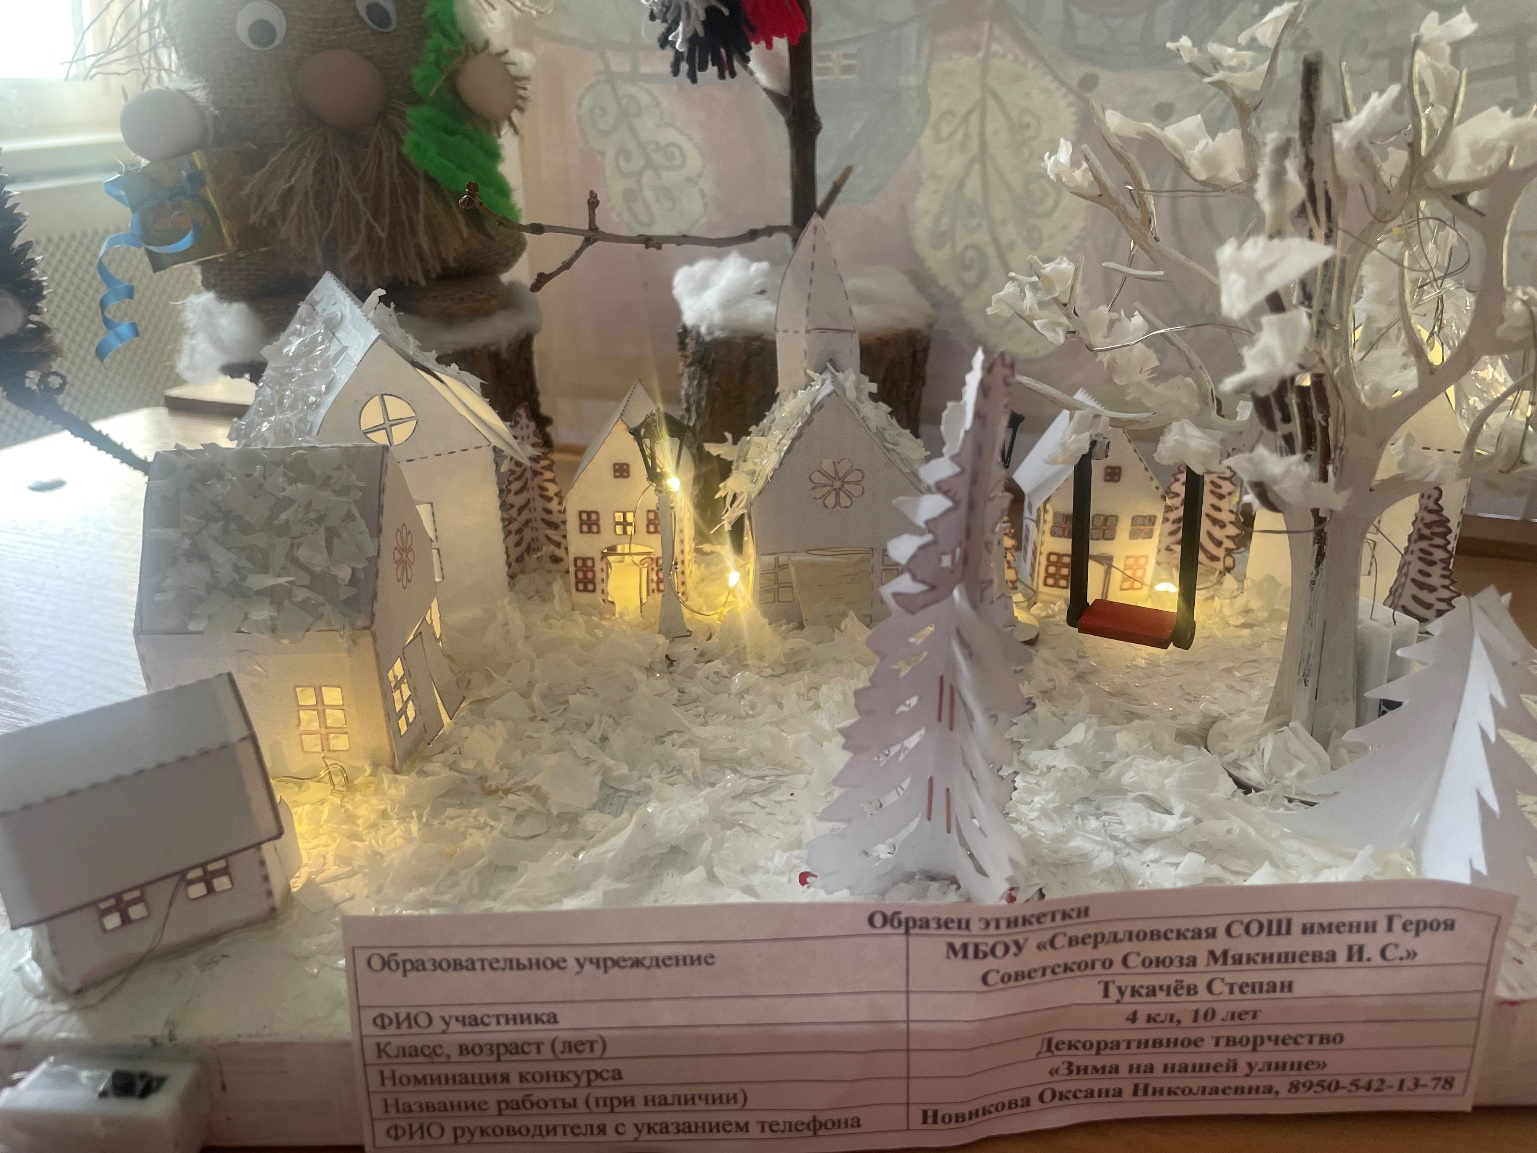 Образец этикетки
Образовательное учреждение
МБОУ «Свердловская СОШ имени Героя
Советского Союза Мякишева И. С.»
ФИО участника
Тукачёв Степан
Класс, возраст (лет)
4 кл, 10 лет
Номинация конкурса
Декоративное творчество
Название работы (при наличии)
«Зима на нашей улице»
ФИО руководителя с указанием телефона
Новикова Оксана Николаевна, 8950-542-13-78